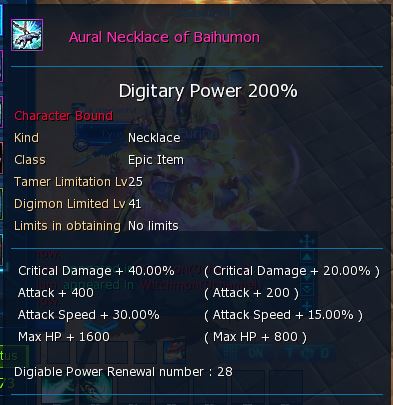 Aural Necklace of Baihumon
Digitary Power 200%
Character Bound
Kind Necklace
Class Epic Item
Tamer Limitation Lv 25
Digimon Limited Lv 41
Limits in obtaining No limits
Critical Damage + 40.00% ( Critical Damage + 20.00% )
Attack + 400 ( Attack + 200 )
appeared in
Attack Speed + 30.00% ( Attack Speed + 15.00% )
Max HP + 1600 ( Max HP + 800 )
Digiable Power Renewal number : 28